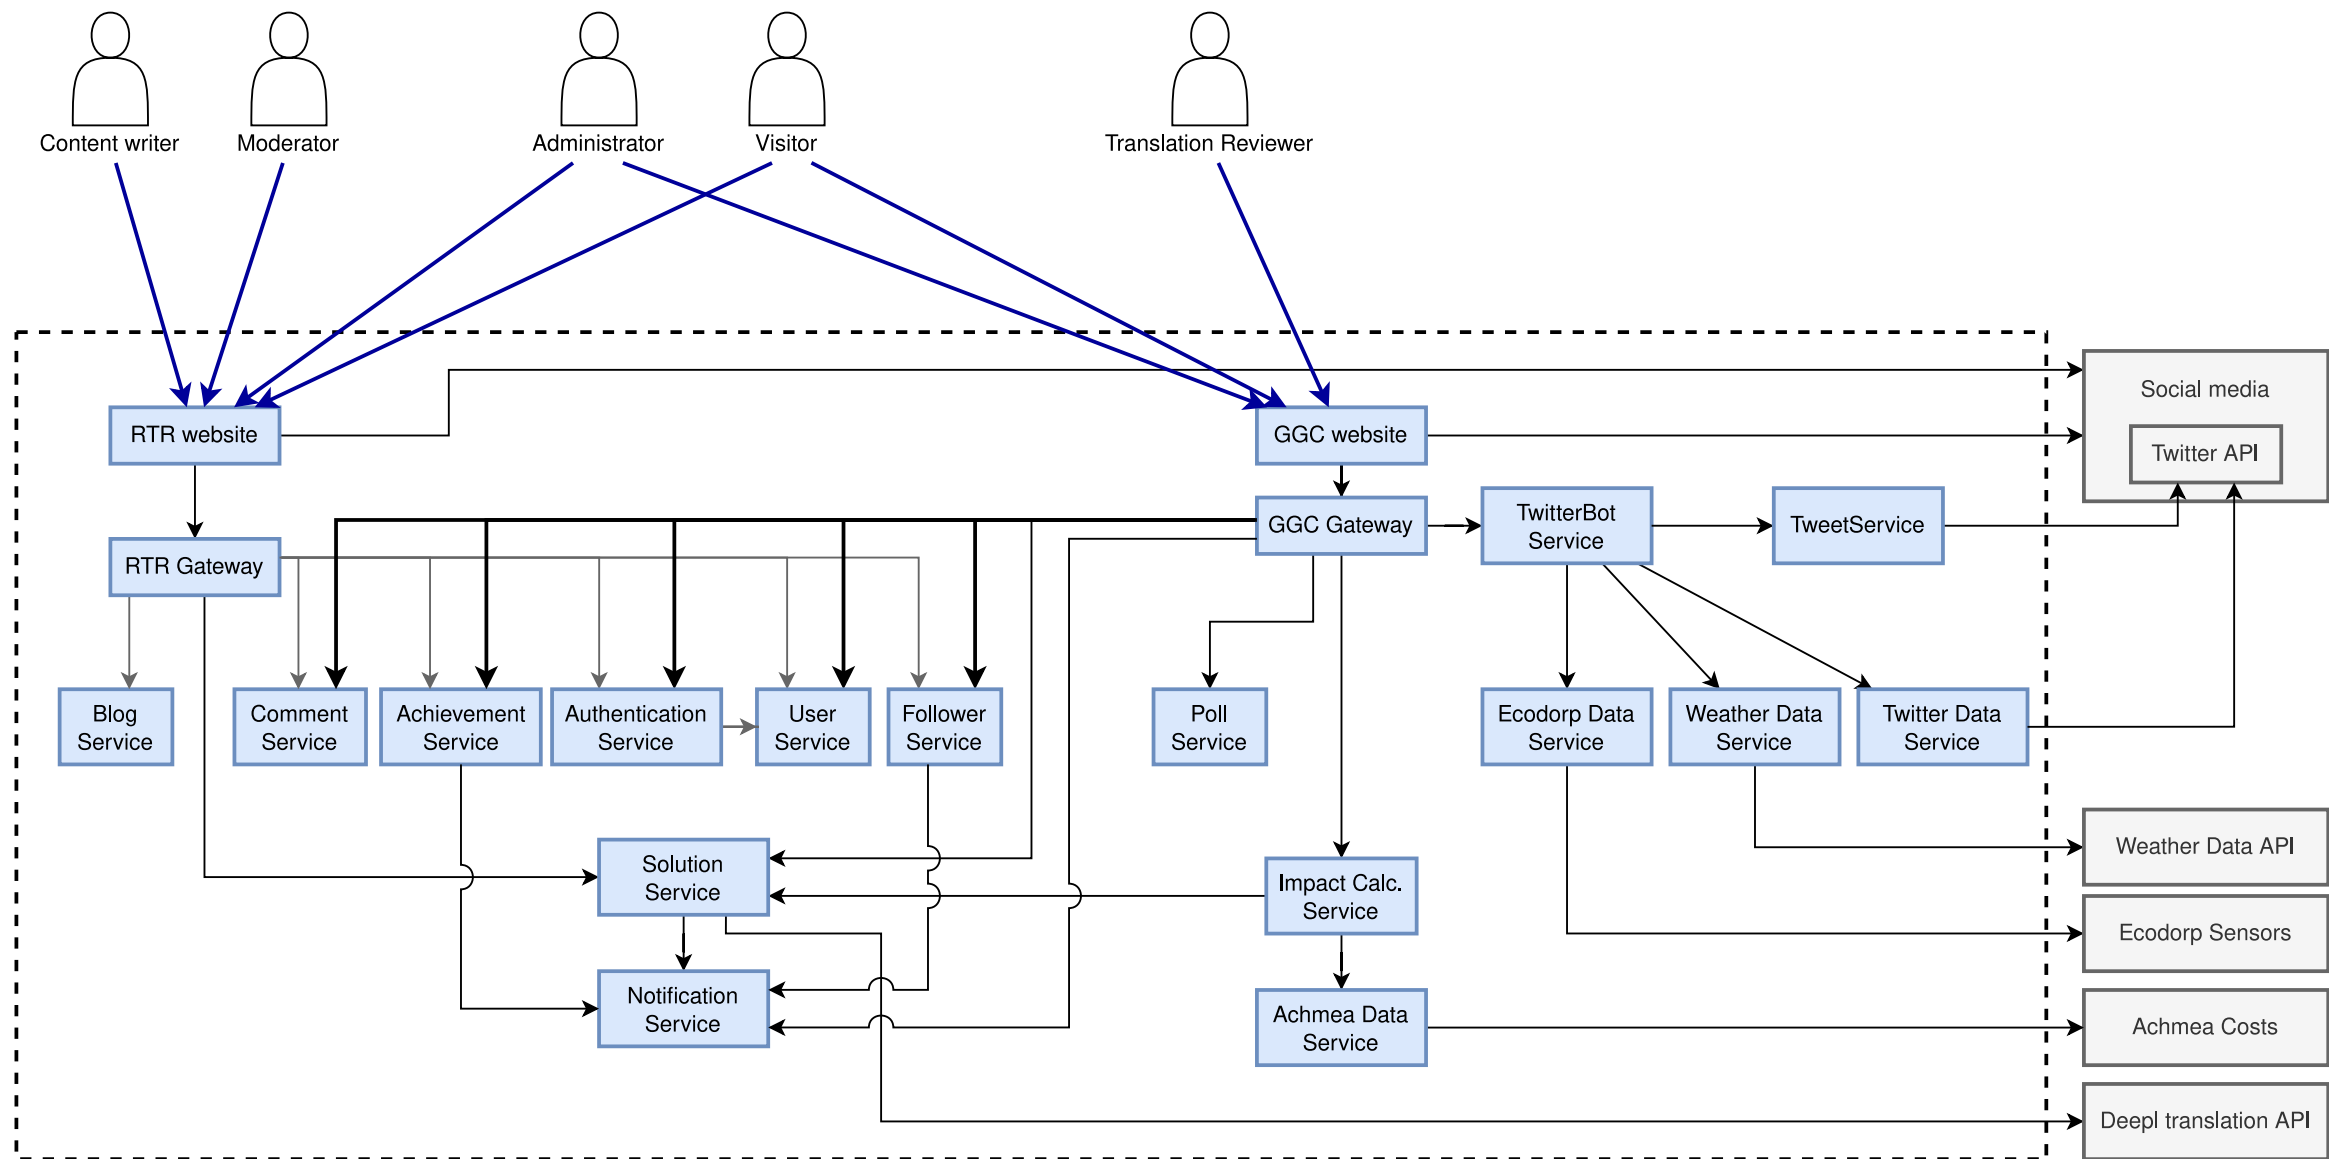 Content writer
Moderator
Administrator
Visitor
Translation Reviewer
Social media
Twitter API
RTR website
GGC website
RTR Gateway
GGC Gateway
TwitterBot
Service
TweetService
Blog
Service
Comment
Service
Achievement
Service
Authentication
Service
User
Service
Follower
Service
Poll
Service
Ecodorp Data
Service
Weather Data
Service
Twitter Data
Service
Solution
Service
Impact Calc.
Service
Weather Data API
Ecodorp Sensors
Notification
Service
Achmea Data
Service
Achmea Costs
Deepl translation API